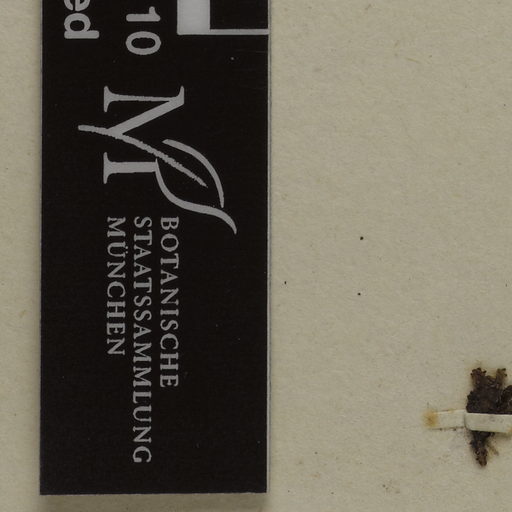 10
ed
BOTANISCHE
STAATSSAMMLUNG
MÜNCHEN